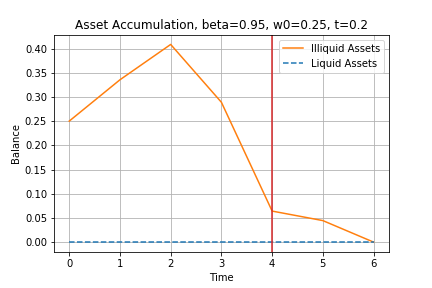 Asset Accumulation, beta=0.95, w0=0.25, t=0.2
Illiquid Assets
Liquid Assets
Balance
0.40
0.35
0.30
0.25
0.20
0.15
0.10
0.05
0.00
0 1 2 3 4 5 6
Time